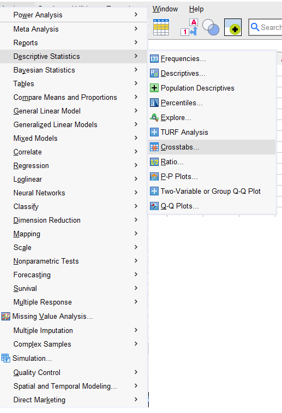 Window Help
Search
Power Analysis
Meta Analysis
Reports
Descriptive Statistics
Bayesian Statistics
Tables
Compare Means and Proportions
General Linear Model
Generalized Linear Models
Mixed Models
Correlate
Regression
Loglinear
Neural Networks
Classify
Dimension Reduction
Mapping
Scale
Nonparametric Tests
Forecasting
Survival
Multiple Response
Missing Value Analysis...
Multiple Imputation
Complex Samples
Simulation...
Quality Control
Spatial and Temporal Modeling...
Direct Marketing
Frequencies...
Descriptives...
Population Descriptives
Percentiles...
Explore...
TURF Analysis
Crosstabs...
Ratio...
P-P Plots...
Two-Variable or Group Q-Q Plot
Q-Q Plots...